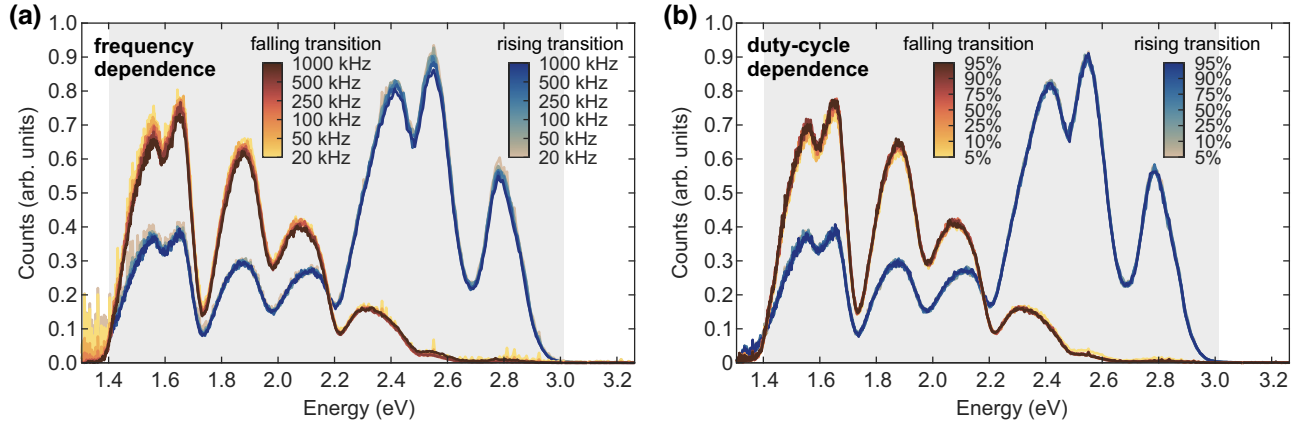 (a)
frequency
dependence
falling transition
1000 kHz
500 kHz
250 kHz
100 kHz
50 kHz
20 kHz
rising transition
1000 kHz
500 kHz
250 kHz
100 kHz
50 kHz
20 kHz
1.0
0.9
0.8
0.7
0.6
0.5
0.4
0.3
0.2
0.1
0.0
Counts (arb. units)
1.4 1.6 1.8 2.0 2.2 2.4 2.6 2.8 3.0 3.2
Energy (eV)
(b)
duty-cycle
dependence
falling transition
95%
90%
75%
50%
25%
10%
5%
rising transition
95%
90%
75%
50%
25%
10%
5%
1.0
0.9
0.8
0.7
0.6
0.5
0.4
0.3
0.2
0.1
0.0
Counts (arb. units)
1.4 1.6 1.8 2.0 2.2 2.4 2.6 2.8 3.0 3.2
Energy (eV)